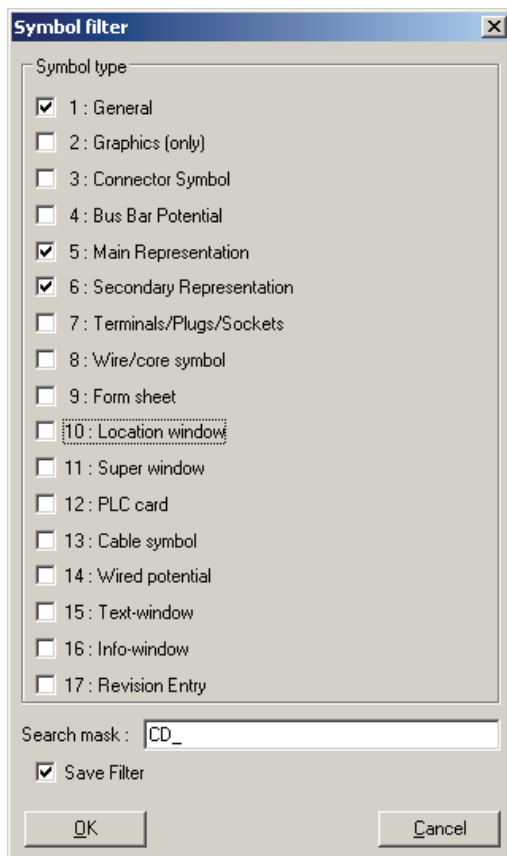 Symbol filter
Symbol type
1 : General
2 : Graphics (only)
3 : Connector Symbol
4 : Bus Bar Potential
5 : Main Representation
6 : Secondary Representation
7 : Terminals/Plugs/Sockets
8 : Wire/core symbol
9 : Form sheet
10 : Location window
11 : Super window
12 : PLC card
13 : Cable symbol
14 : Wired potential
15 : Text-window
16 : Info-window
17 : Revision Entry
Search mask : CD_
Save Filter
OK Cancel